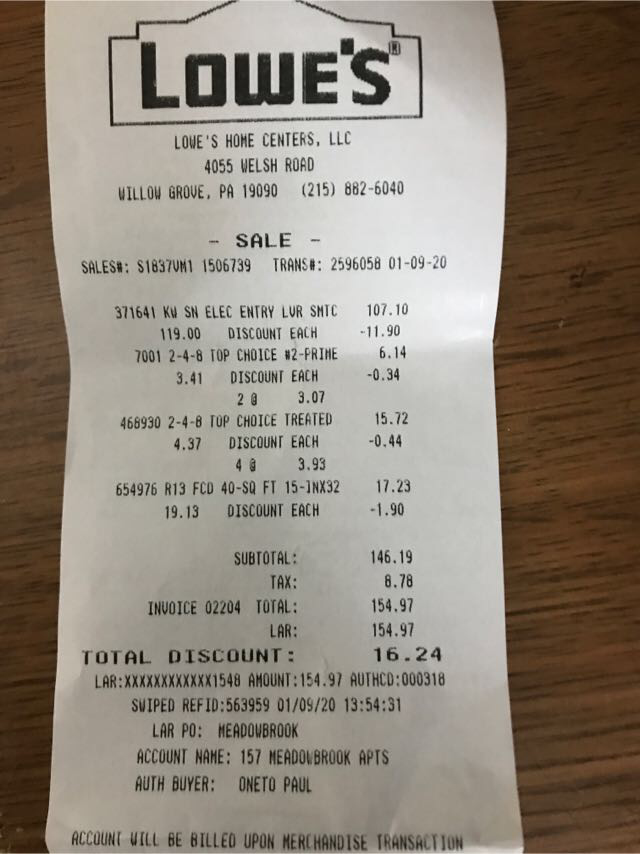 LOWE'S®
LOWE'S HOME CENTERS, LLC
4055 WELSH ROAD
WILLOW GROVE, PA 19090 (215) 882-6040
- SALE -
SALES#: S1837VM1 1506739 TRANS#: 2596058 01-09-20
371641 KW SN ELEC ENTRY LVR SMTC 107.10
119.00 DISCOUNT EACH -11.90
7001 2-4-8 TOP CHOICE #2-PRIME 6.14
3.41 DISCOUNT EACH -0.34
2 @ 3.07
468930 2-4-8 TOP CHOICE TREATED 15.72
4.37 DISCOUNT EACH -0.44
4 @ 3.93
654976 R13 FCD 40-SQ FT 15-INX32 17.23
19.13 DISCOUNT EACH -1.90
SUBTOTAL: 146.19
TAX: 8.78
INVOICE 02204 TOTAL: 154.97
LAR: 154.97
TOTAL DISCOUNT: 16.24
LAR:XXXXXXXXXXXX1548 AMOUNT:154.97 AUTHCD:000318
SWIPED REFID:563959 01/09/20 13:54:31
LAR PO: MEADOWBROOK
ACCOUNT NAME: 157 MEADOWBROOK APTS
AUTH BUYER: ONETO PAUL
ACCOUNT WILL BE BILLED UPON MERCHANDISE TRANSACTION